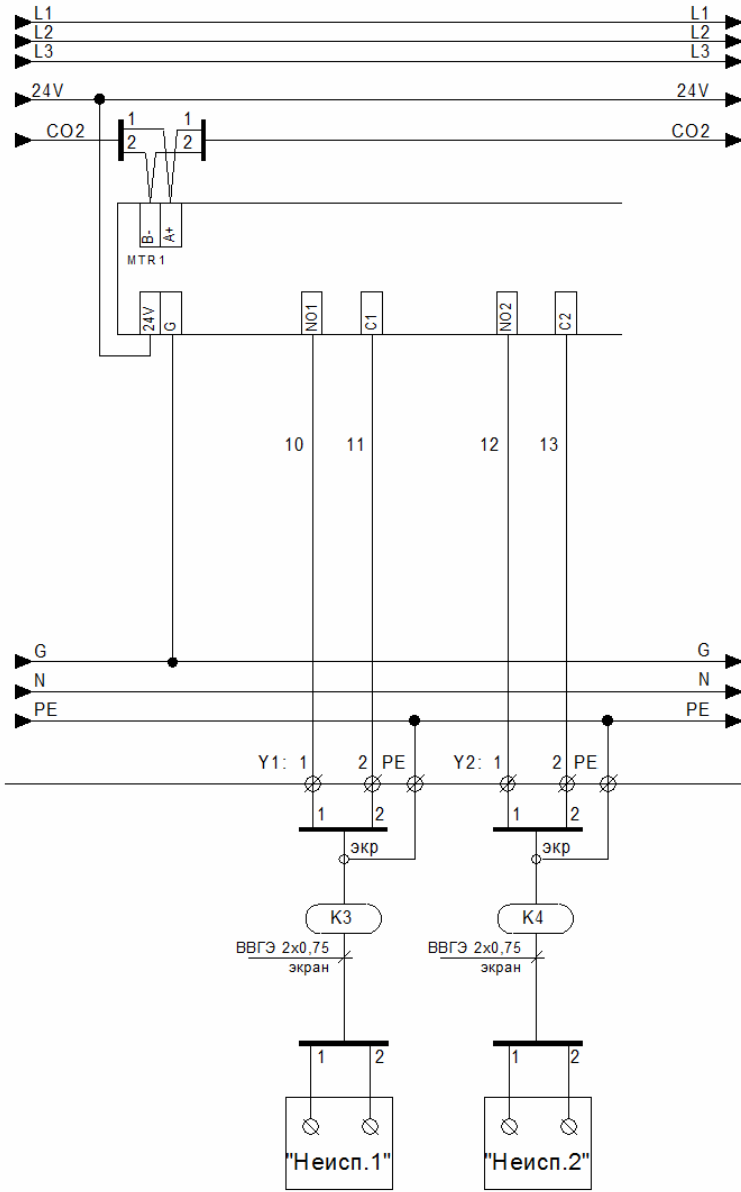 L1 L1
L2 L2
L3 L3
24V 24V
CO2 1 1 CO2
2 2
B- A+
MTR1
24V G NO1 C1 NO2 C2
10 11 12 13
G G
N N
PE PE
Y1: 1 2 PE Y2: 1 2 PE
1 2 1 2
экр экр
K3 K4
ВВГЭ 2х0,75 ВВГЭ 2х0,75
экран экран
1 2 1 2
"Неисп.1" "Неисп.2"